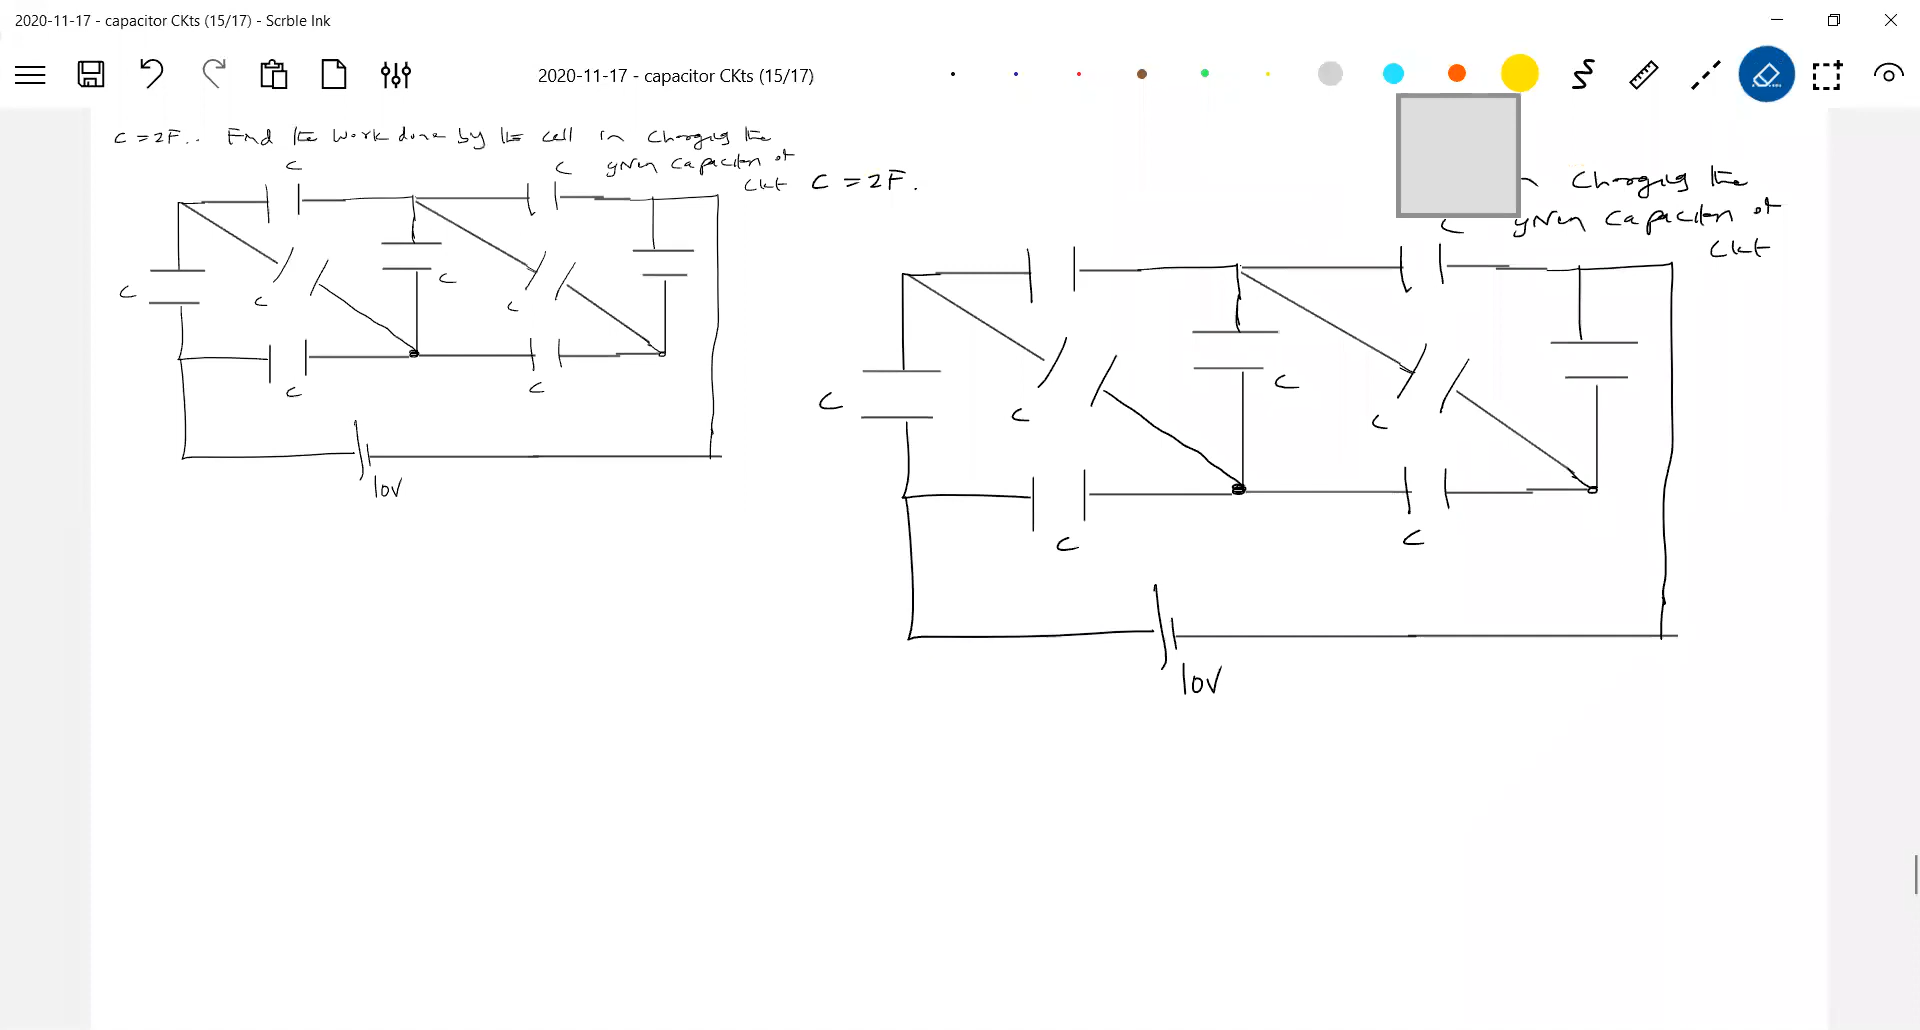 2020-11-17 - capacitor CKts (15/17) - Scrble Ink
2020-11-17 - capacitor CKts (15/17)
C = 2F.. Find the work done by the cell in charging the
given capacitor
ckt
C
C
C
C
C
C
C
C
10V
C = 2F.
charging the
given capacitor
ckt
C
C
C
C
C
C
C
10V